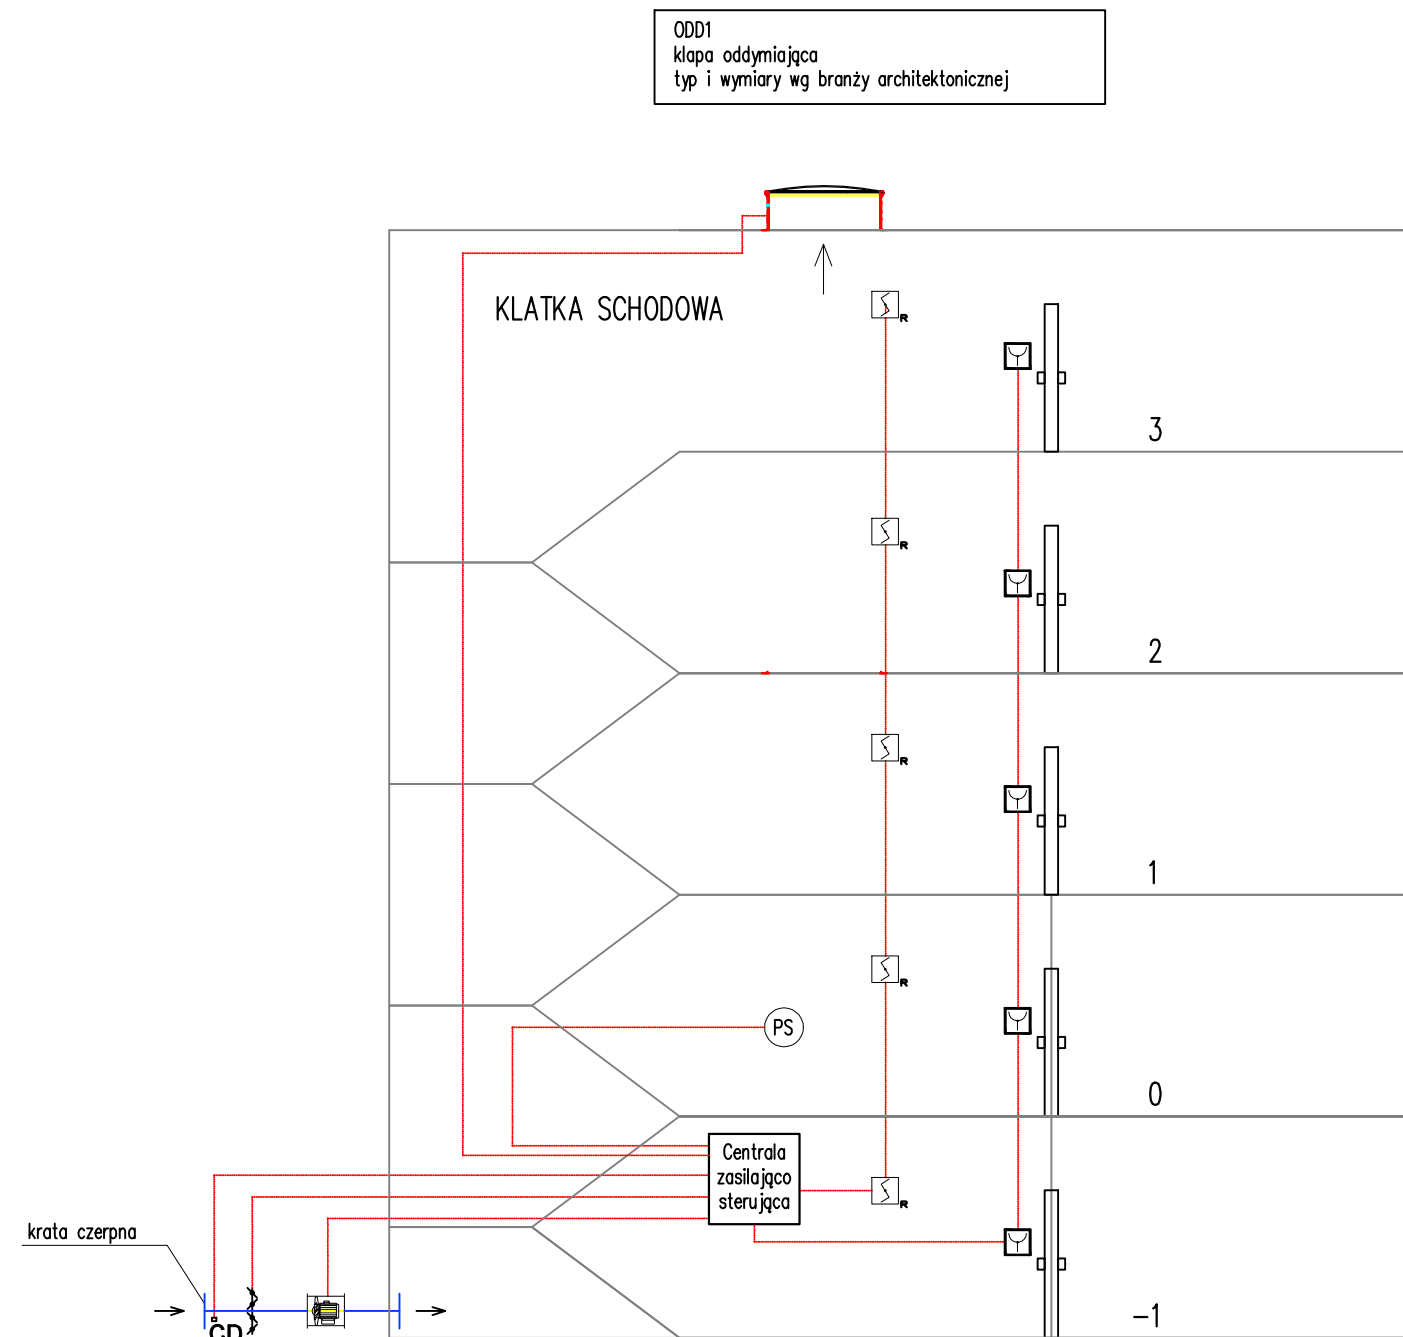 ODD1
klapa oddymiająca
typ i wymiary wg branży architektonicznej
KLATKA SCHODOWA
R
3
R
2
R
1
R
PS
0
Centrala
zasilająco
sterująca
R
krata czerpna
-1
CD